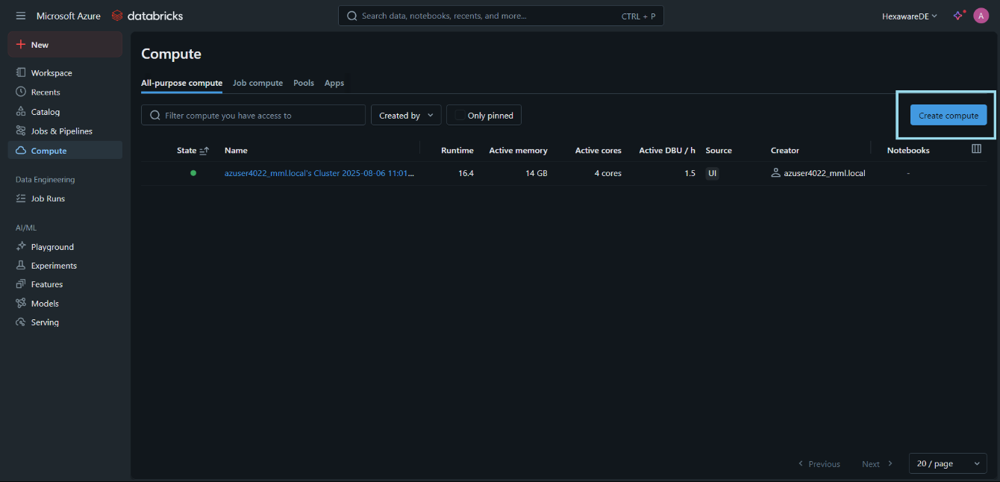 Microsoft Azure databricks
Search data, notebooks, recents, and more... CTRL + P
HexawareDE
A
New
Workspace
Recents
Catalog
Jobs & Pipelines
Compute
Data Engineering
Job Runs
AI/ML
Playground
Experiments
Features
Models
Serving
Compute
All-purpose compute Job compute Pools Apps
Filter compute you have access to Created by Only pinned Create compute
State Name Runtime Active memory Active cores Active DBU / h Source Creator Notebooks
azuser4022_mml.local's Cluster 2025-08-06 11:01... 16.4 14 GB 4 cores 1.5 UI azuser4022_mml.local -
Previous Next 20 / page